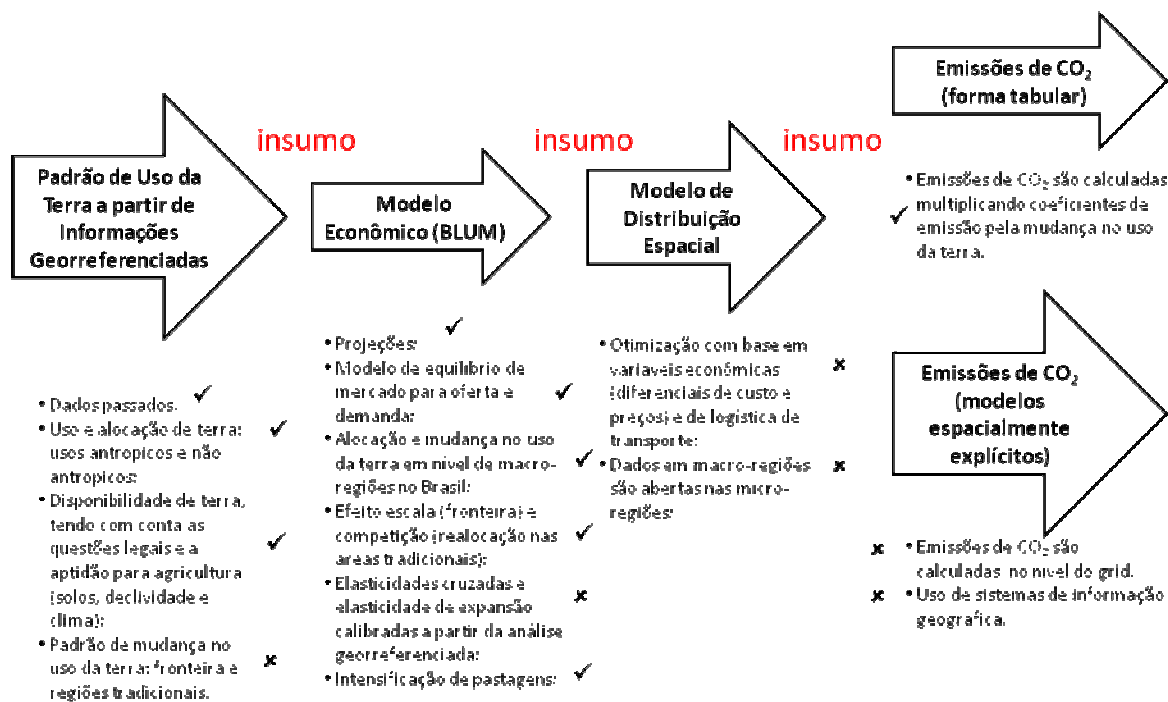 Emissões de CO₂
(forma tabular)
insumo
insumo
insumo
Padrão de Uso da
Terra a partir de
Informações
Georreferenciadas
Modelo
Econômico (BLUM)
Modelo de
Distribuição
Espacial
• Emissões de CO₂ são calculadas
✓ multiplicando coeficientes de
emissão pela mudança no uso
da terra.
• Dados passados. ✓
• Uso e alocação de terra: ✓
usos antropicos e não
antropicos;
• Disponibilidade de terra,
tendo com conta as
questões legais e a ✓
aptidão para agricultura
(solos, declividade e
clima);
• Padrão de mudança no
uso da terra: fronteira e ✗
regiões tradicionais.
• Projeções; ✓
• Modelo de equilíbrio de
mercado para oferta e ✓
demanda;
• Alocação e mudança no uso
da terra em nível de macro- ✓
regiões no Brasil;
• Efeito escala (fronteira) e
competição (realocação nas ✓
areas tradicionais);
• Elasticidades cruzadas e
elasticidade de expansão ✗
calibradas a partir da análise
georreferenciada;
• Intensificação de pastagens; ✓
• Otimização com base em
variaveis econômicas ✗
(diferenciais de custo e
preços) e de logística de
transporte;
• Dados em macro-regiões ✗
são abertas nas micro-
regiões;
Emissões de CO₂
(modelos
espacialmente
explícitos)
✗ • Emissões de CO₂ são
calculadas no nivel do grid.
✗ • Uso de sistemas de informação
geografica.